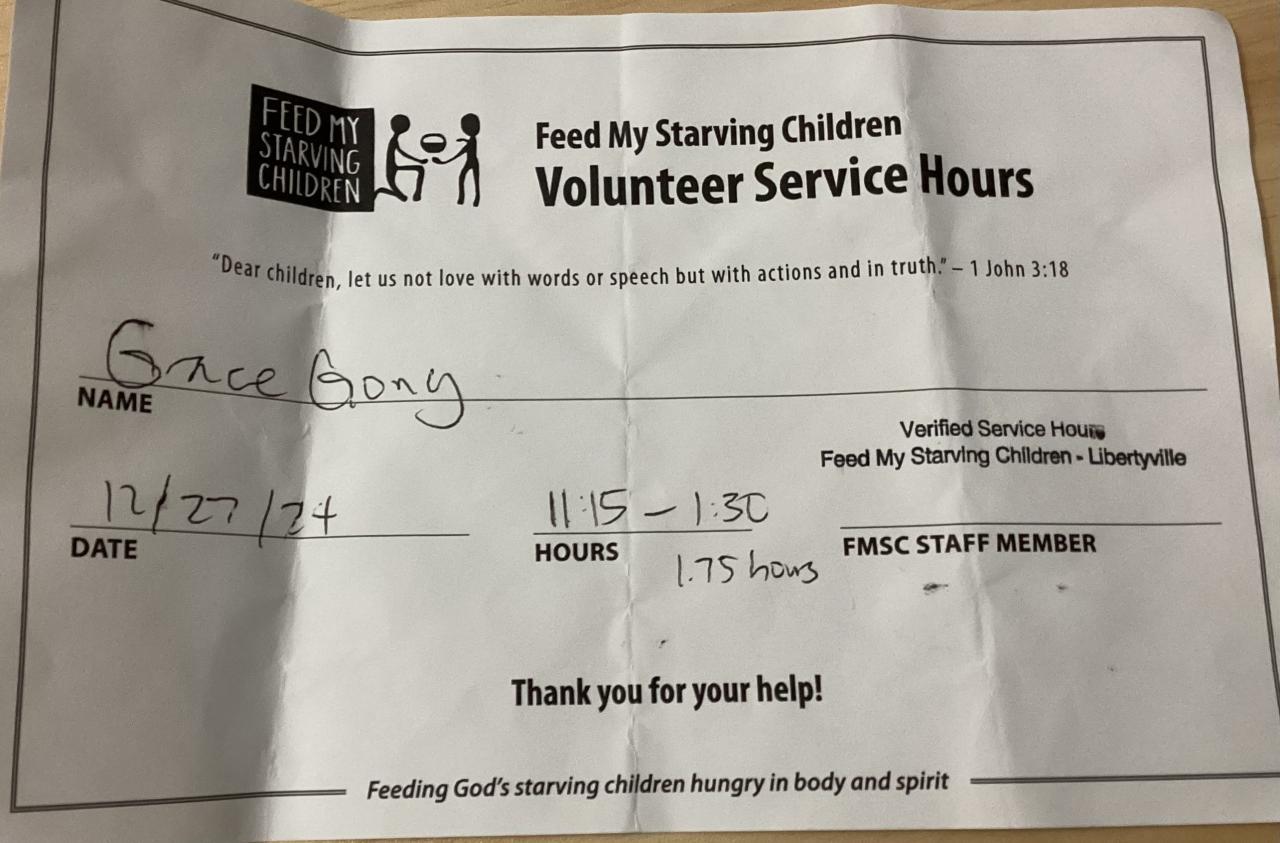 FEED MY
STARVING
CHILDREN
Feed My Starving Children
Volunteer Service Hours
“Dear children, let us not love with words or speech but with actions and in truth.” – 1 John 3:18
Grace Gong
NAME
Verified Service Hours
Feed My Starving Children - Libertyville
12/27/24
11:15 – 1:30
DATE
HOURS
1.75 hours
FMSC STAFF MEMBER
Thank you for your help!
Feeding God's starving children hungry in body and spirit